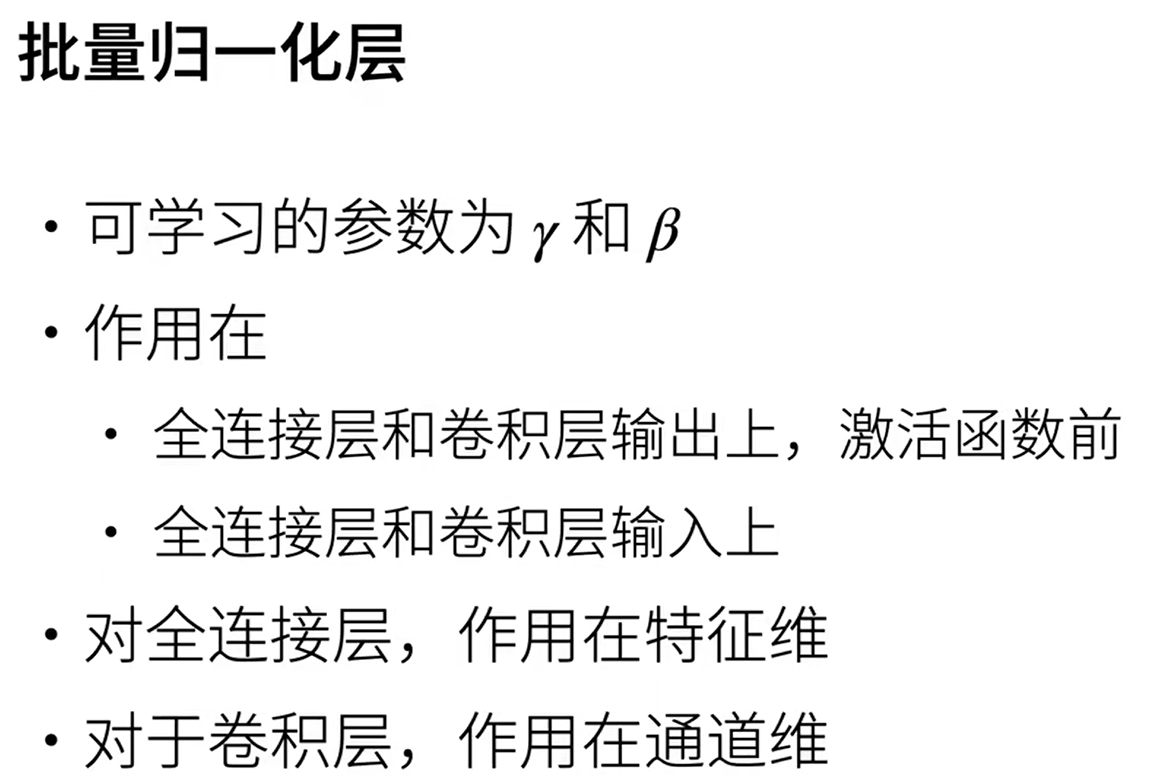 批量归一化层
• 可学习的参数为 γ 和 β
• 作用在
• 全连接层和卷积层输出上，激活函数前
• 全连接层和卷积层输入上
• 对全连接层，作用在特征维
• 对于卷积层，作用在通道维